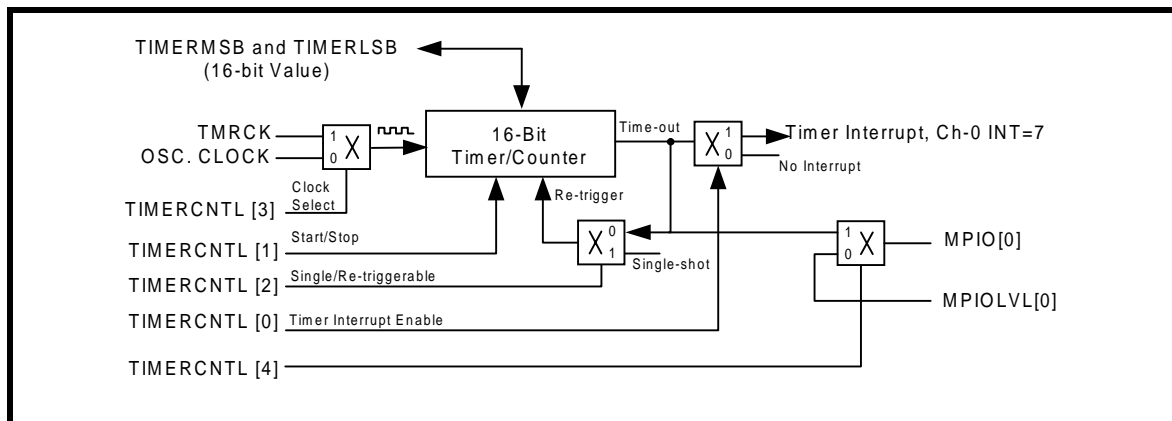 TIMERMSB and TIMERLSB
(16-bit Value)
TMRCK
OSC. CLOCK
1
0
X
Clock
Select
16-Bit
Timer/Counter
Time-out
X
1
0
Timer Interrupt, Ch-0 INT=7
No Interrupt
Re-trigger
TIMERCNTL [3]
TIMERCNTL [1]
Start/Stop
X
0
1
Single-shot
1
0
X
MPIO[0]
TIMERCNTL [2]
Single/Re-triggerable
MPIOLVL[0]
TIMERCNTL [0]
Timer Interrupt Enable
TIMERCNTL [4]